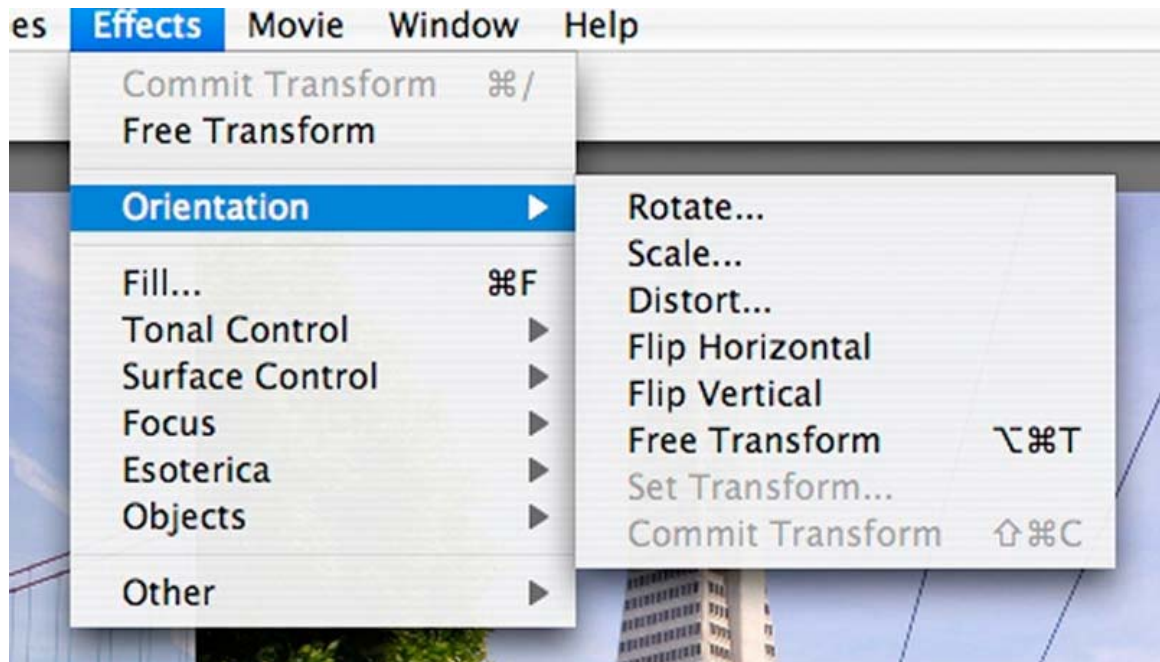 es Effects Movie Window Help
Commit Transform ⌘/
Free Transform
Orientation
Fill... ⌘F
Tonal Control
Surface Control
Focus
Esoterica
Objects
Other
Rotate...
Scale...
Distort...
Flip Horizontal
Flip Vertical
Free Transform ⌥⌘T
Set Transform...
Commit Transform ⇧⌘C